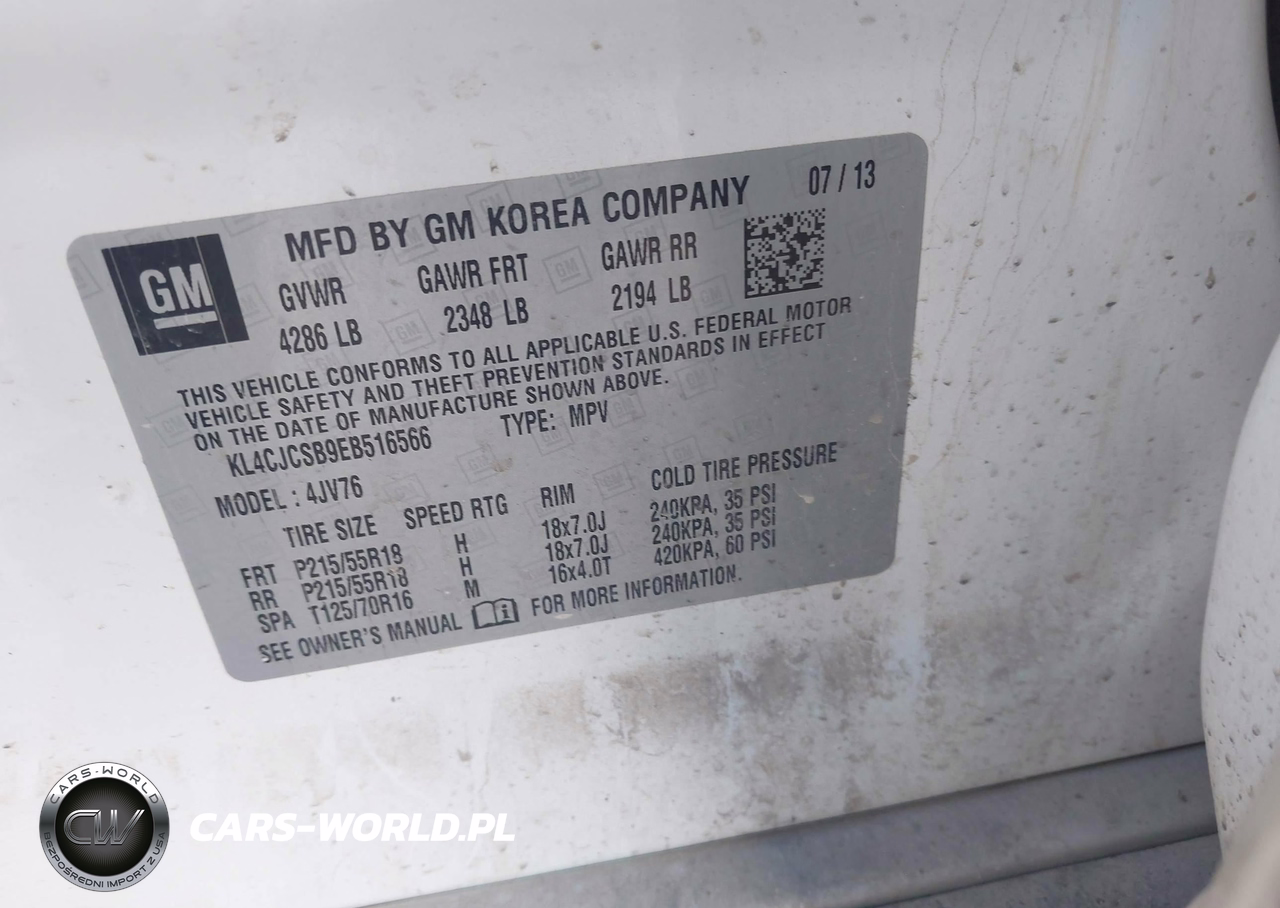 GM
MFD BY GM KOREA COMPANY 07 / 13
GVWR GAWR FRT GAWR RR
4286 LB 2348 LB 2194 LB
THIS VEHICLE CONFORMS TO ALL APPLICABLE U.S. FEDERAL MOTOR
VEHICLE SAFETY AND THEFT PREVENTION STANDARDS IN EFFECT
ON THE DATE OF MANUFACTURE SHOWN ABOVE.
KL4CJCSB9EB516566 TYPE: MPV
MODEL : 4JV76
TIRE SIZE SPEED RTG RIM COLD TIRE PRESSURE
FRT P215/55R18 H 18x7.0J 240KPA, 35 PSI
RR P215/55R18 H 18x7.0J 240KPA, 35 PSI
SPA T125/70R16 M 16x4.0T 420KPA, 60 PSI
SEE OWNER'S MANUAL FOR MORE INFORMATION.
CARS-WORLD
CW
BEZPOŚREDNI IMPORT Z USA
CARS-WORLD.PL